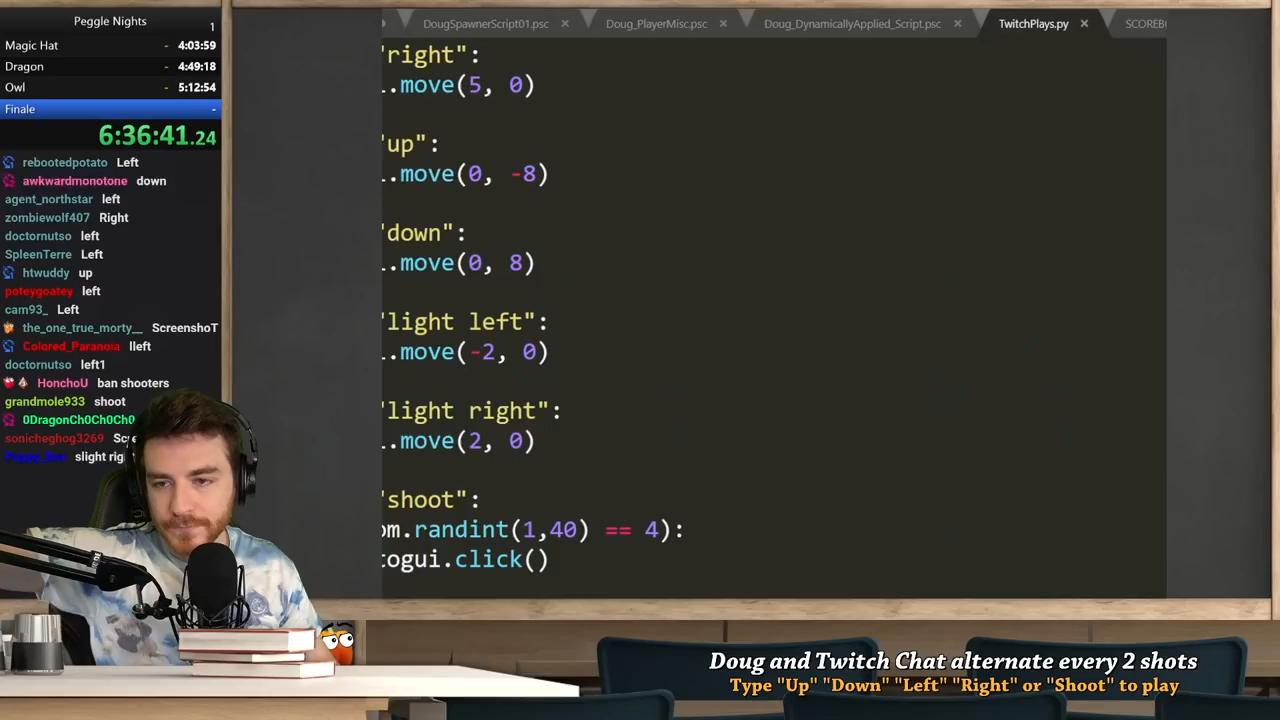 Peggle Nights
1
Magic Hat - 4:03:59
Dragon - 4:49:18
Owl - 5:12:54
Finale -
6:36:41.24
rebootedpotato Left
awkwardmonotone down
agent_northstar left
zombiewolf407 Right
doctornutso left
SpleenTerre Left
htwuddy up
poteygoatey left
cam93_ Left
the_one_true_morty__ ScreenshoT
Colored_Paranoia lleft
doctornutso left1
HonchoU ban shooters
grandmole933 shoot
0DragonCh0Ch0Ch0
sonicheghog3269 Scre
slight rig
DougSpawnerScript01.psc × Doug_PlayerMisc.psc × Doug_DynamicallyApplied_Script.psc × TwitchPlays.py × SCOREB
"right":
.move(5, 0)
"up":
.move(0, -8)
"down":
.move(0, 8)
"light left":
.move(-2, 0)
"light right":
.move(2, 0)
"shoot":
om.randint(1,40) == 4):
togui.click()
Doug and Twitch Chat alternate every 2 shots
Type "Up" "Down" "Left" "Right" or "Shoot" to play